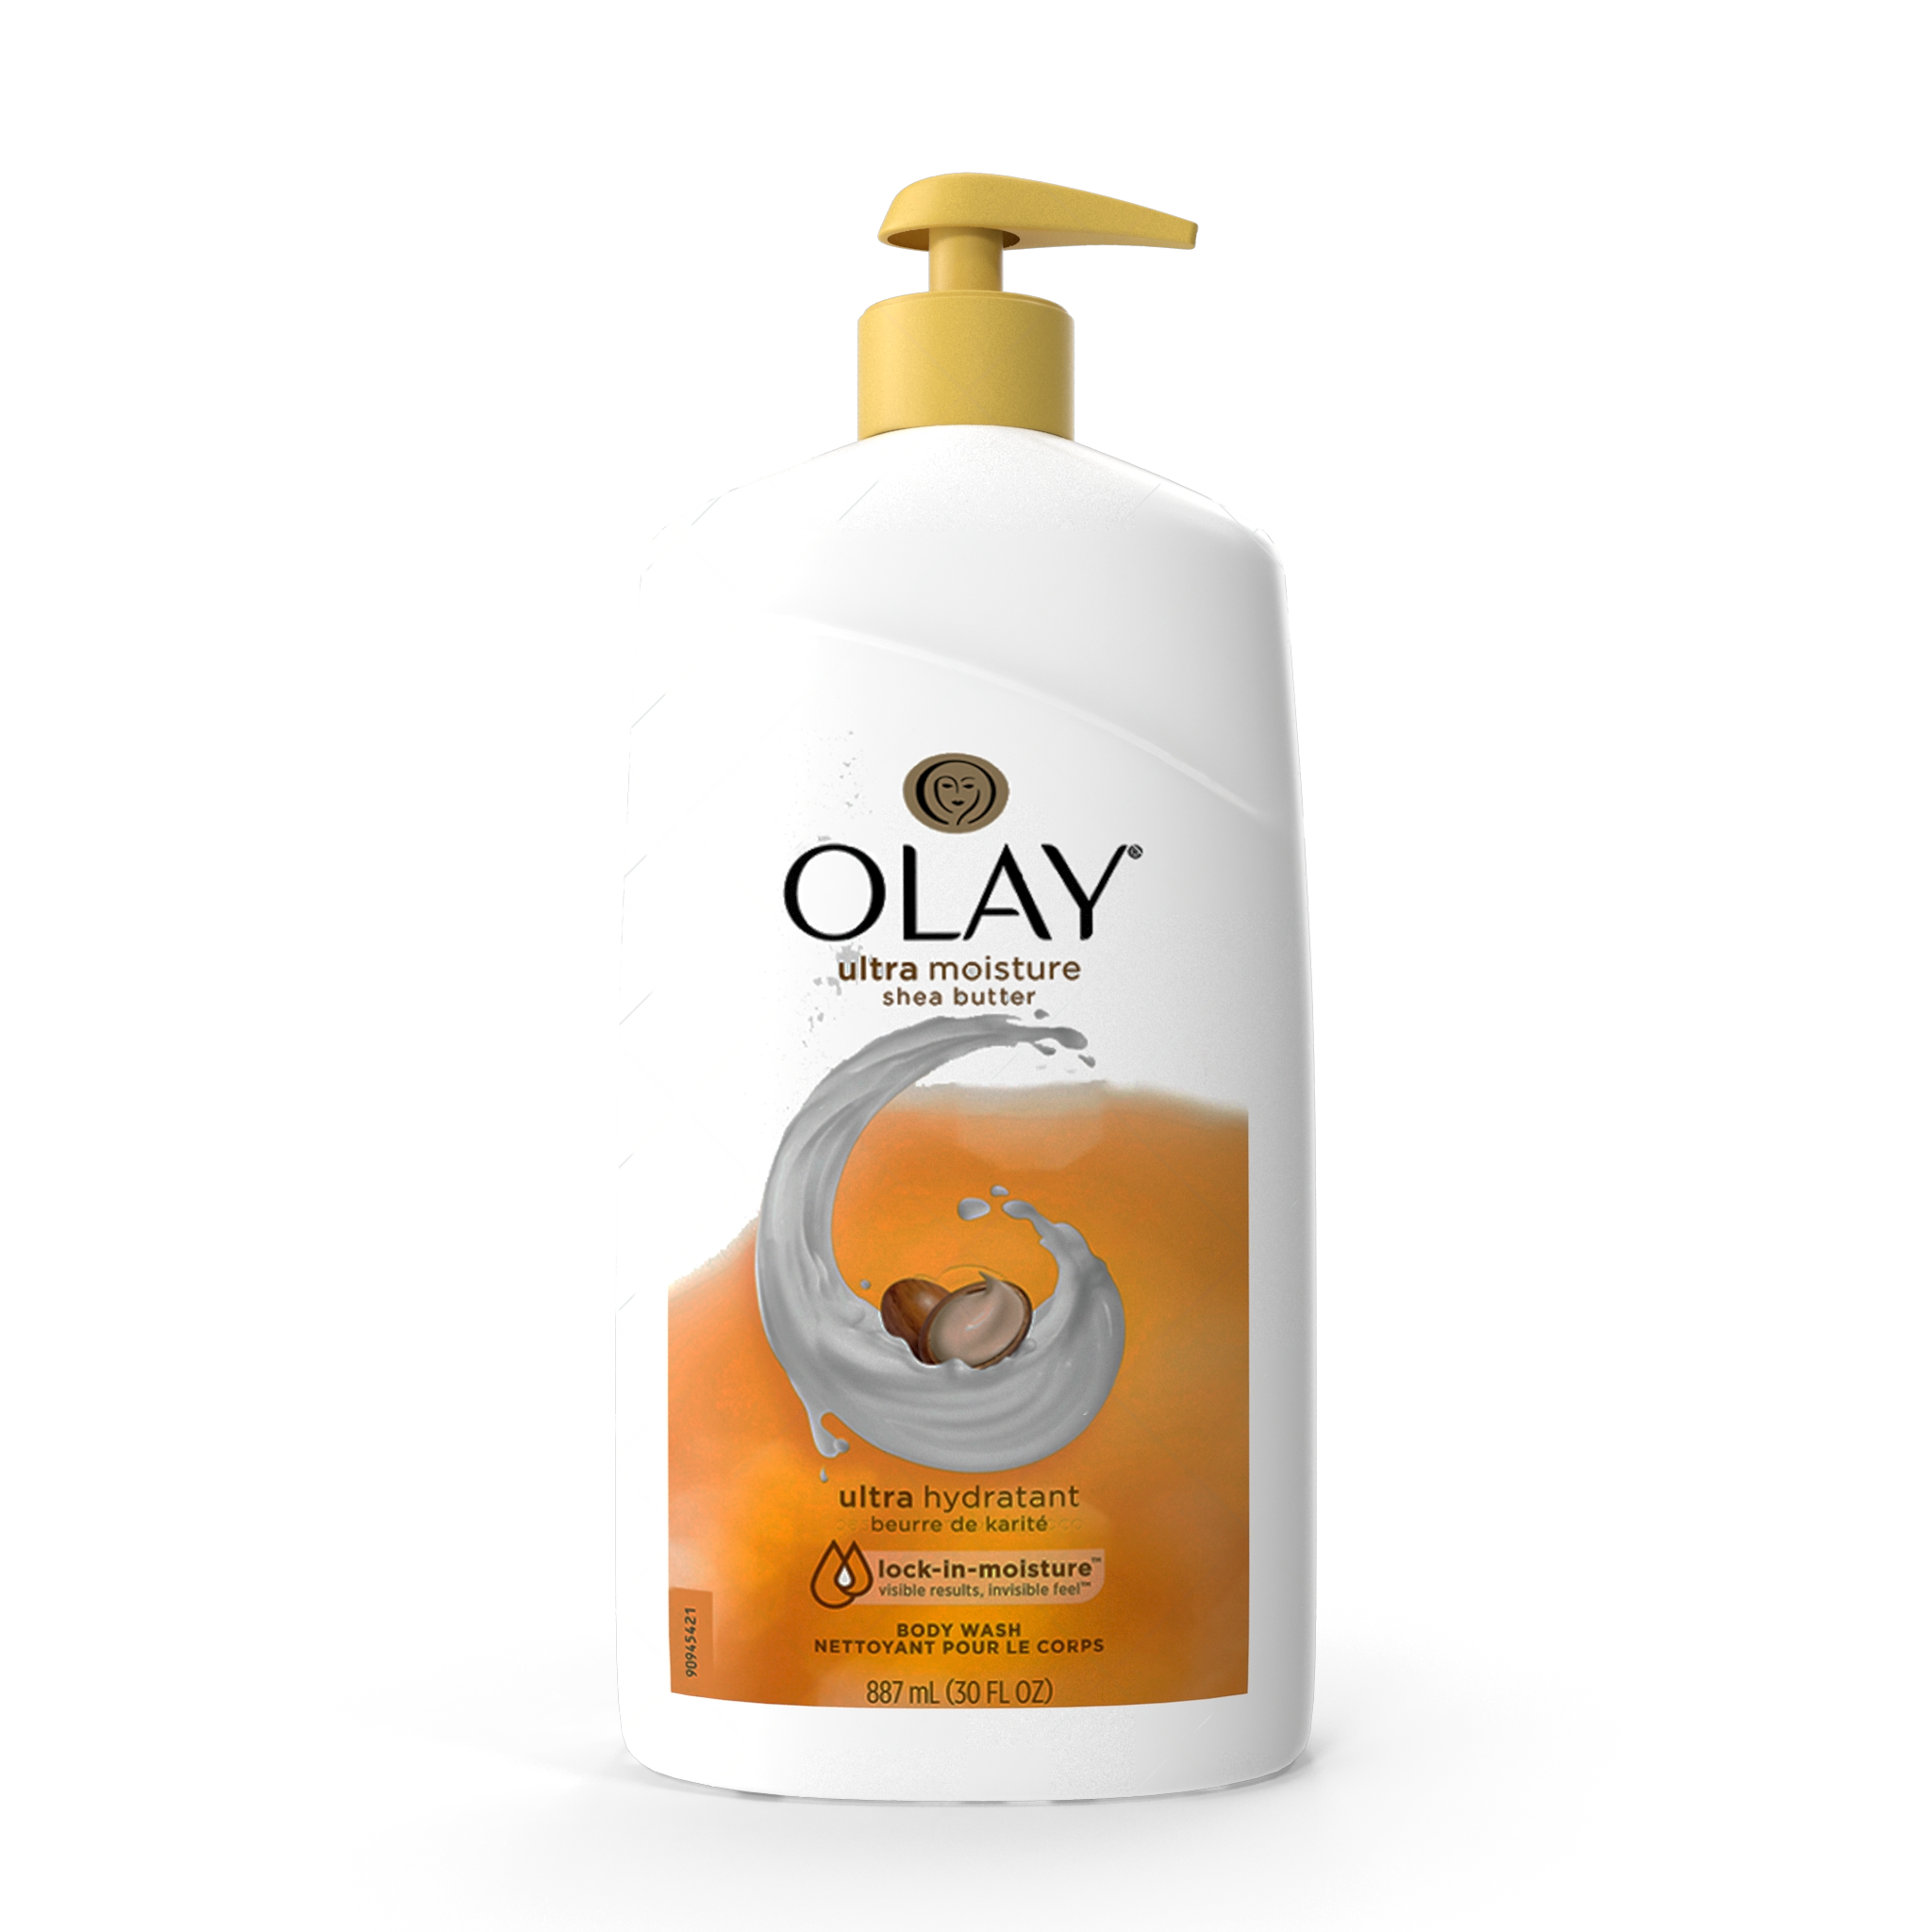 OLAY®
ultra moisture
shea butter
ultra hydratant
beurre de karité
lock-in-moisture™
visible results, invisible feel™
BODY WASH
NETTOYANT POUR LE CORPS
887 mL (30 FL OZ)
90945421